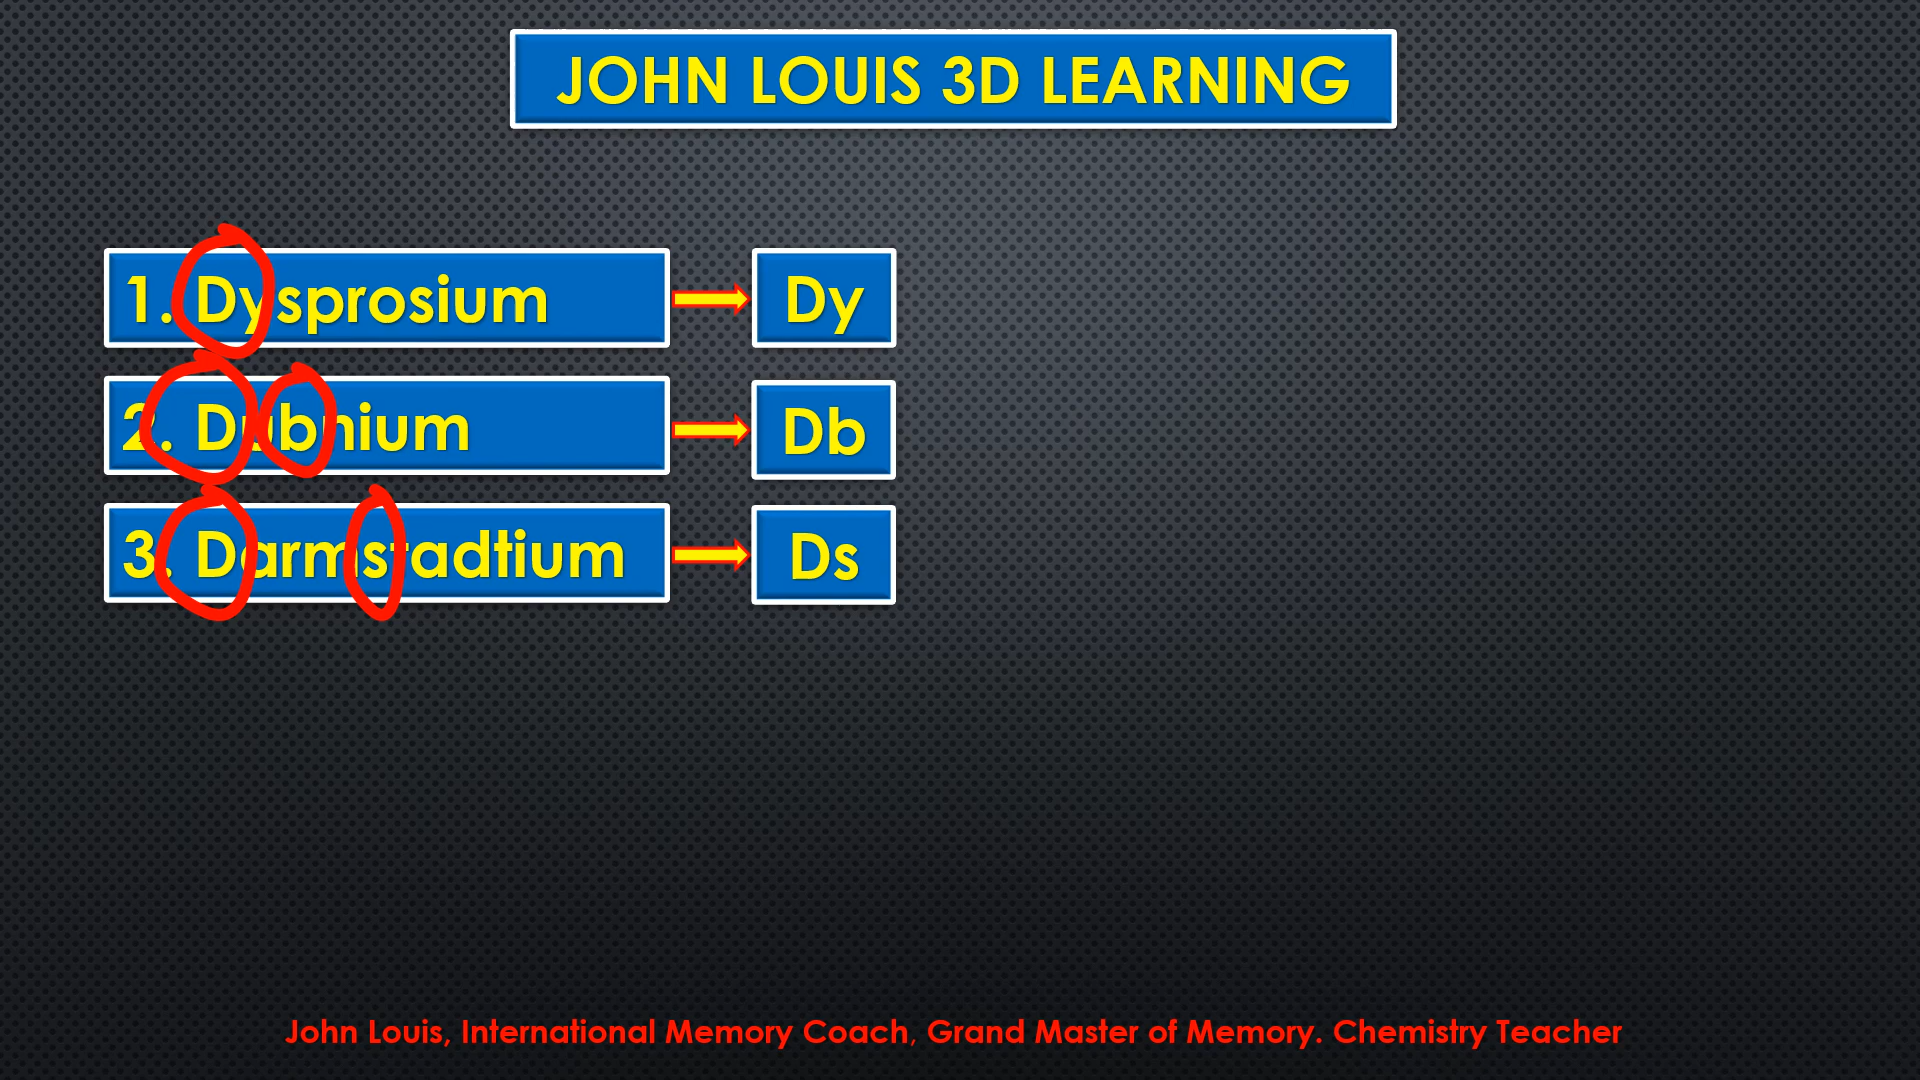 JOHN LOUIS 3D LEARNING
1. Dysprosium Dy
2. Dubnium Db
3. Darmstadtium Ds
John Louis, International Memory Coach, Grand Master of Memory. Chemistry Teacher